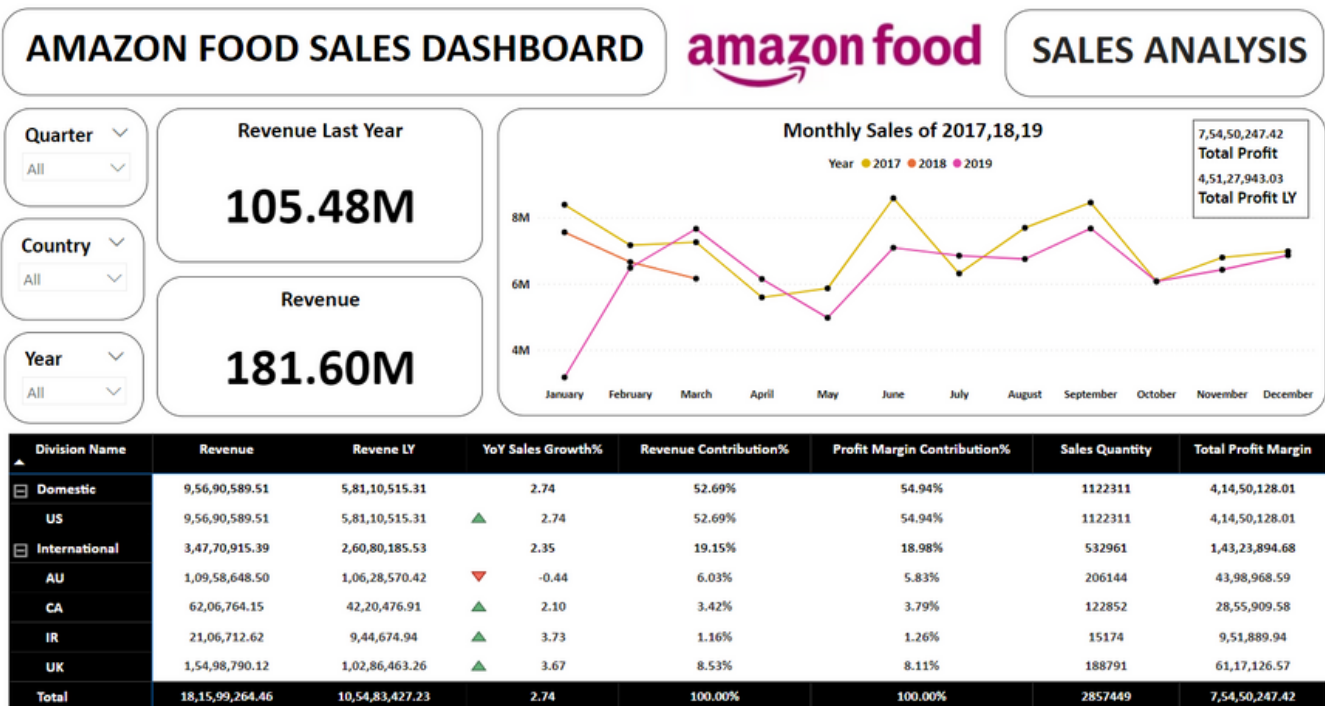 AMAZON FOOD SALES DASHBOARD
amazon food
SALES ANALYSIS
Quarter
All
Country
All
Year
All
Revenue Last Year
105.48M
Revenue
181.60M
Monthly Sales of 2017,18,19
Year 2017 2018 2019
7,54,50,247.42
Total Profit
4,51,27,943.03
Total Profit LY
8M
6M
4M
January February March April May June July August September October November December
Division Name Revenue Revene LY YoY Sales Growth% Revenue Contribution% Profit Margin Contribution% Sales Quantity Total Profit Margin
Domestic 9,56,90,589.51 5,81,10,515.31 2.74 52.69% 54.94% 1122311 4,14,50,128.01
US 9,56,90,589.51 5,81,10,515.31 2.74 52.69% 54.94% 1122311 4,14,50,128.01
International 3,47,70,915.39 2,60,80,185.53 2.35 19.15% 18.98% 532961 1,43,23,894.68
AU 1,09,58,648.50 1,06,28,570.42 -0.44 6.03% 5.83% 206144 43,98,968.59
CA 62,06,764.15 42,20,476.91 2.10 3.42% 3.79% 122852 28,55,909.58
IR 21,06,712.62 9,44,674.94 3.73 1.16% 1.26% 15174 9,51,889.94
UK 1,54,98,790.12 1,02,86,463.26 3.67 8.53% 8.11% 188791 61,17,126.57
Total 18,15,99,264.46 10,54,83,427.23 2.74 100.00% 100.00% 2857449 7,54,50,247.42